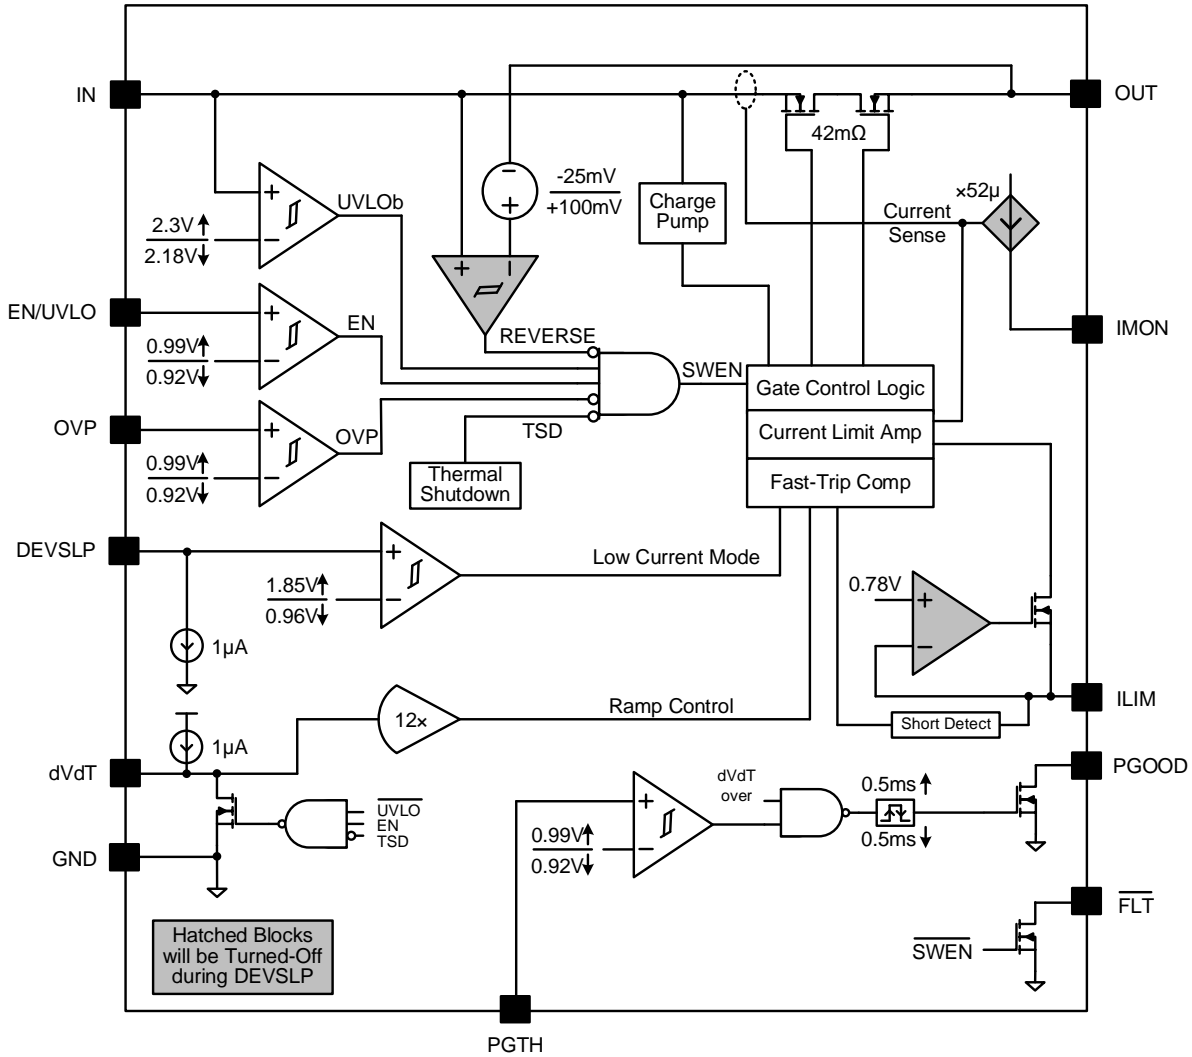 IN
OUT
42mΩ
-25mV
+100mV
−
+
Charge
Pump
×52µ
Current
Sense
UVLOb
+
−
2.3V
2.18V
+
−
EN/UVLO
EN
+
−
0.99V
0.92V
REVERSE
SWEN
IMON
Gate Control Logic
Current Limit Amp
Fast-Trip Comp
OVP
OVP
+
−
0.99V
0.92V
TSD
Thermal
Shutdown
DEVSLP
+
−
1.85V
0.96V
Low Current Mode
1µA
0.78V
+
−
ILIM
Short Detect
12×
Ramp Control
1µA
dVdT
UVLO
EN
TSD
GND
PGOOD
dVdT
over
0.5ms
0.5ms
+
−
0.99V
0.92V
FLT
SWEN
Hatched Blocks
will be Turned-Off
during DEVSLP
PGTH